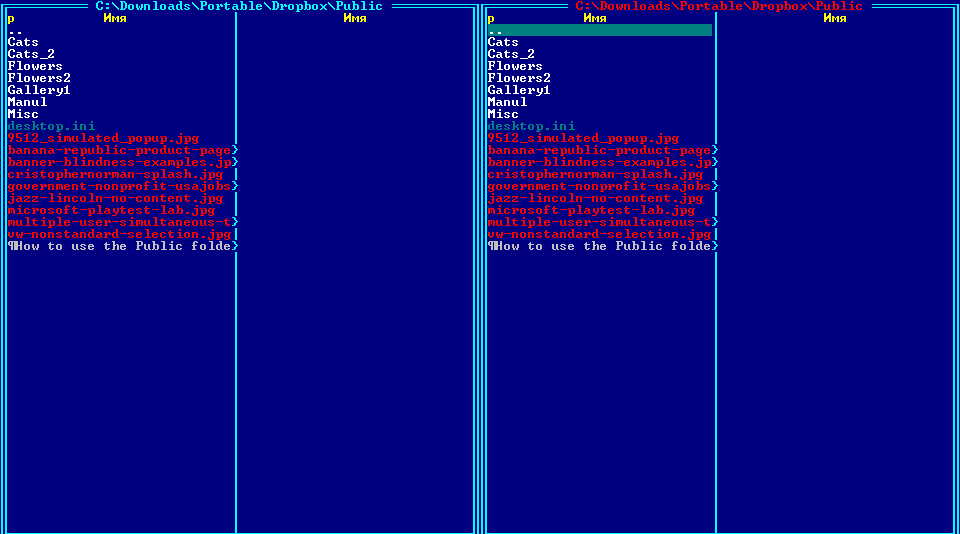 C:\Downloads\Portable\Dropbox\Public
р Имя Имя
..
Cats
Cats_2
Flowers
Flowers2
Gallery1
Manul
Misc
desktop.ini
9512_simulated_popup.jpg
banana-republic-product-page}
banner-blindness-examples.jp}
cristophernorman-splash.jpg
government-nonprofit-usajobs}
jazz-lincoln-no-content.jpg
microsoft-playtest-lab.jpg
multiple-user-simultaneous-t}
vw-nonstandard-selection.jpg
¶How to use the Public folde}
C:\Downloads\Portable\Dropbox\Public
р Имя Имя
..
Cats
Cats_2
Flowers
Flowers2
Gallery1
Manul
Misc
desktop.ini
9512_simulated_popup.jpg
banana-republic-product-page}
banner-blindness-examples.jp}
cristophernorman-splash.jpg
government-nonprofit-usajobs}
jazz-lincoln-no-content.jpg
microsoft-playtest-lab.jpg
multiple-user-simultaneous-t}
vw-nonstandard-selection.jpg
¶How to use the Public folde}